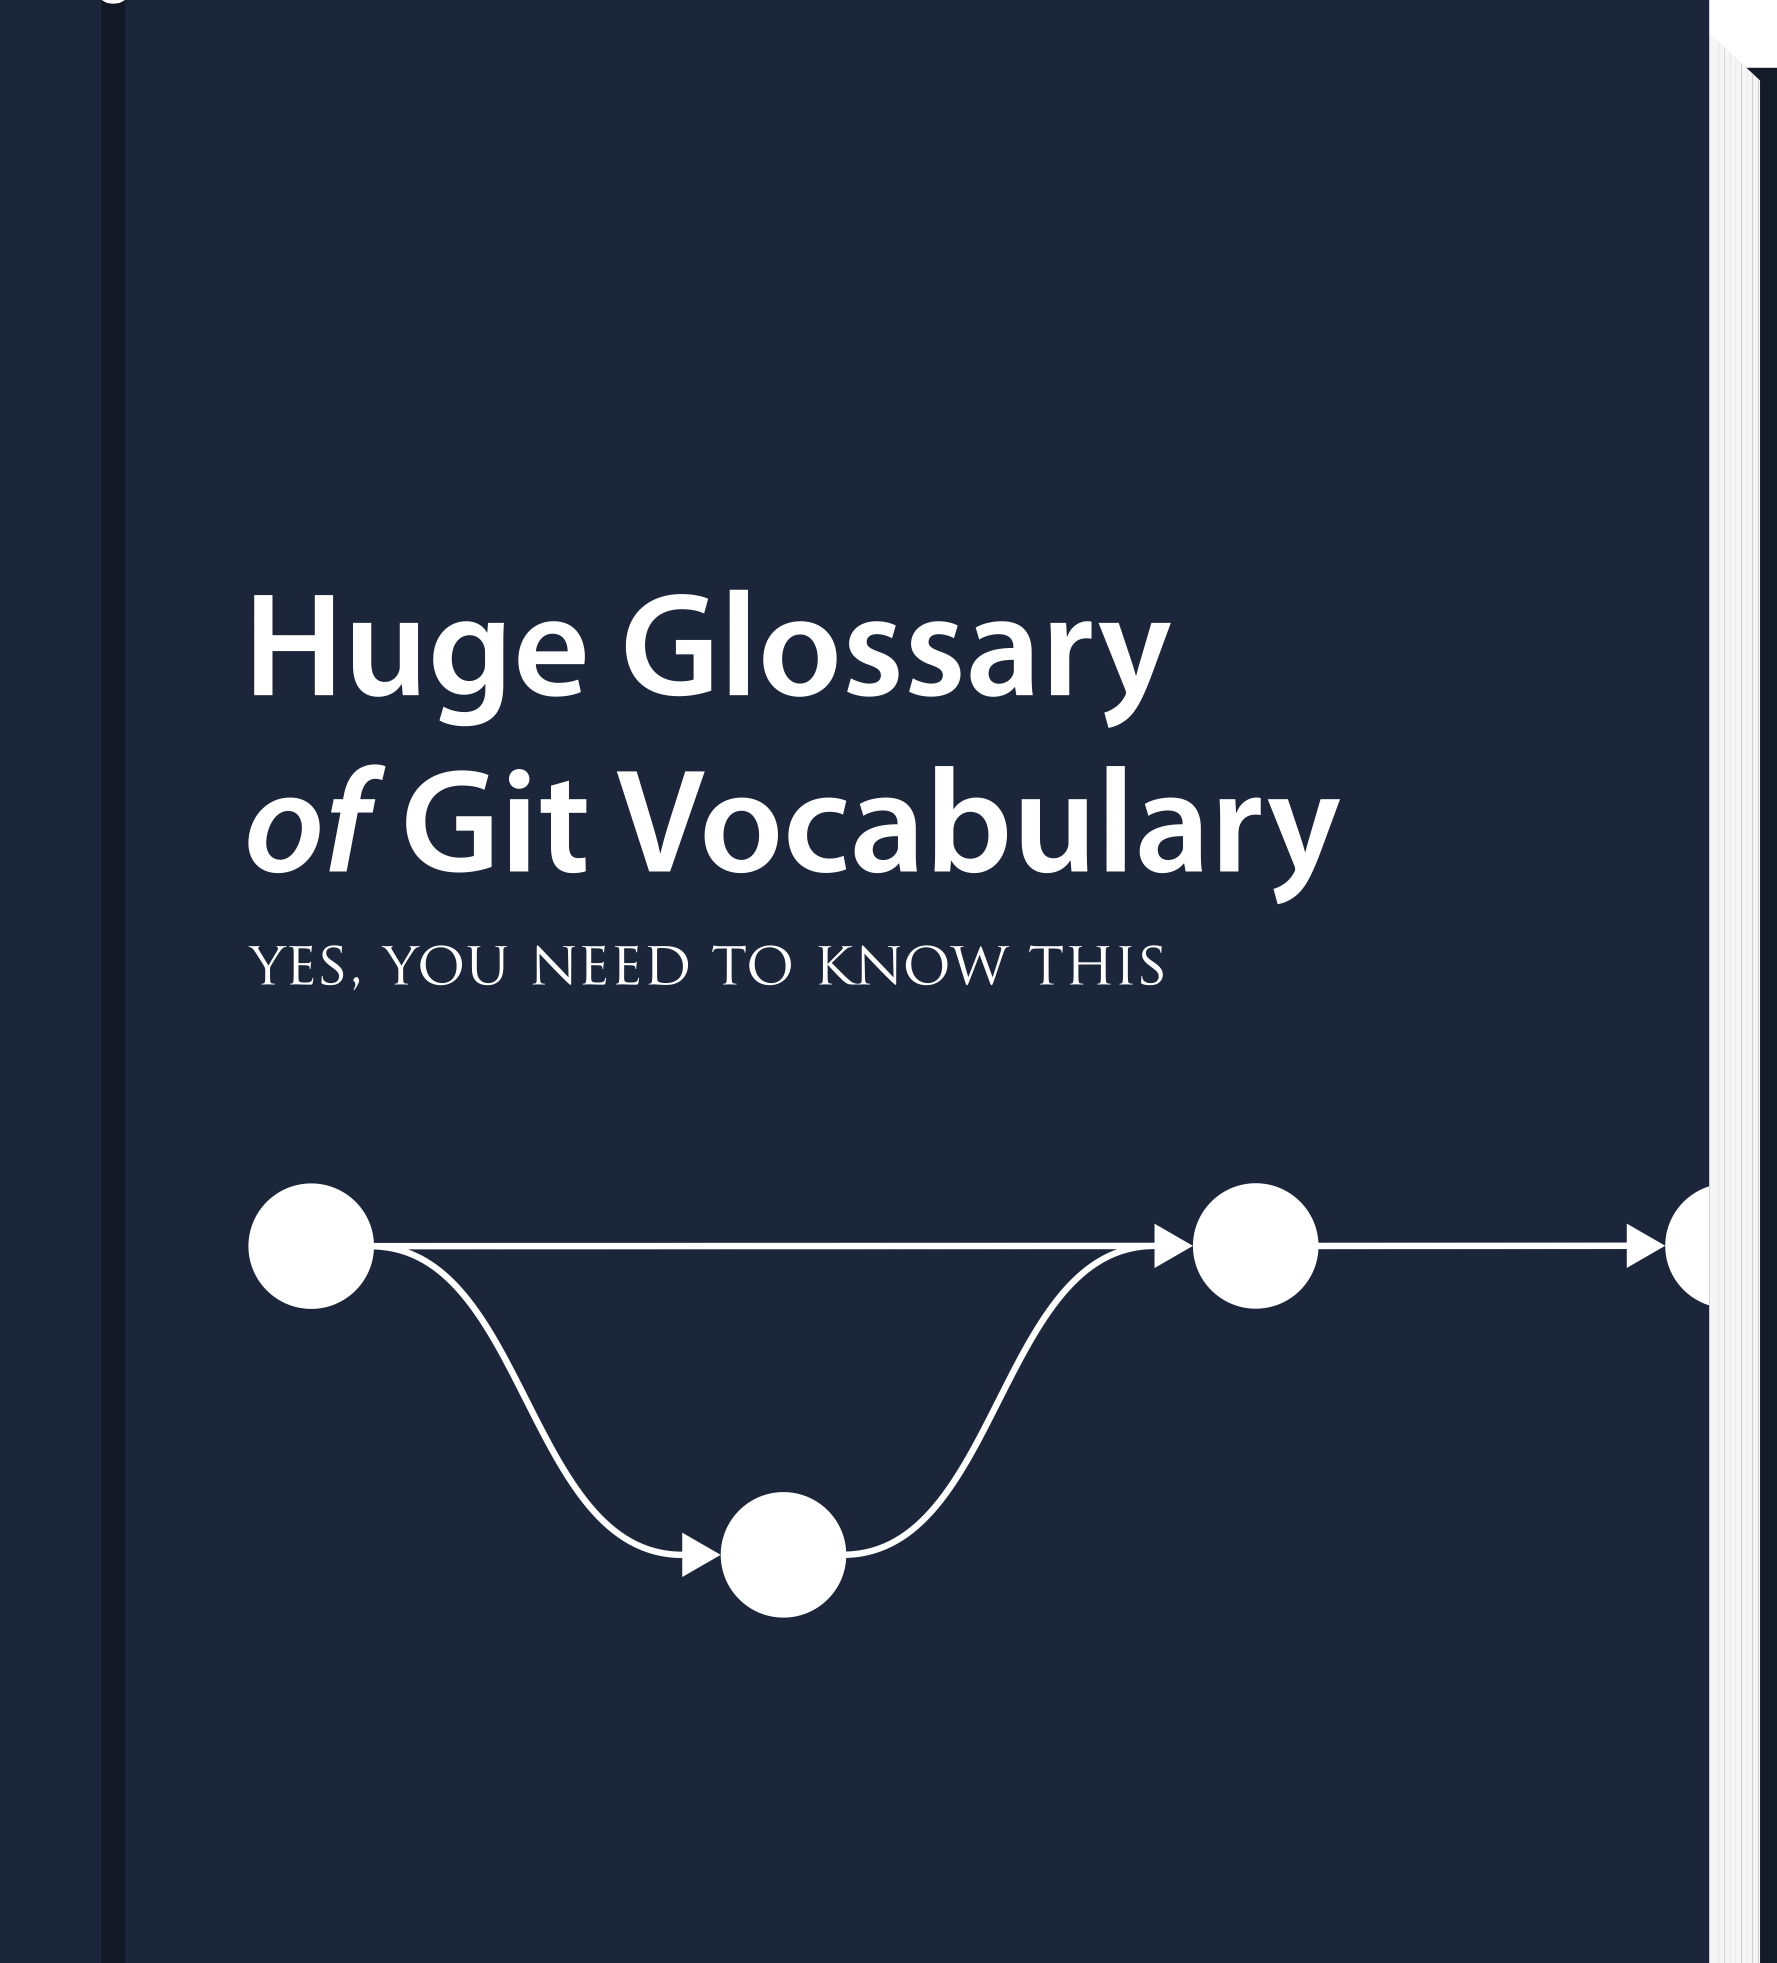 Huge Glossary
of Git Vocabulary
YES, YOU NEED TO KNOW THIS